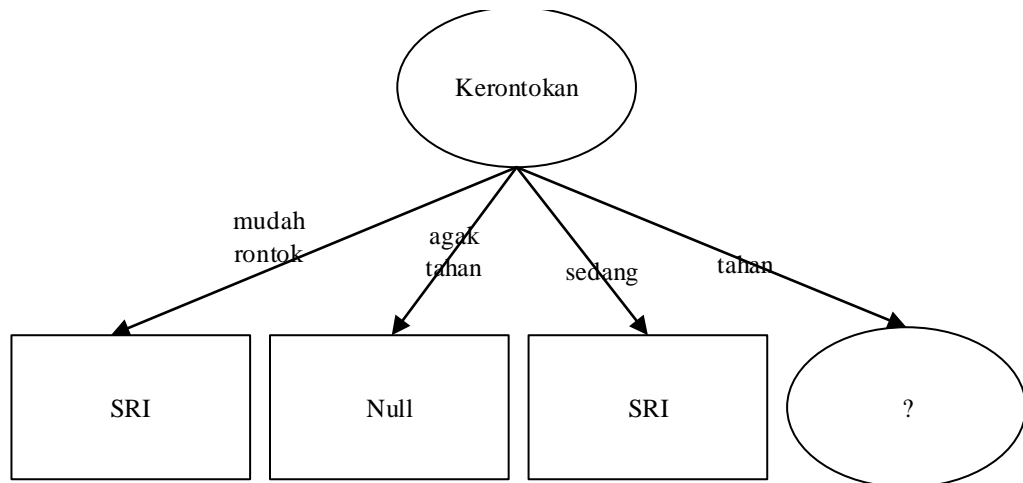 Kerontokan
mudah
rontok
agak
tahan
sedang
tahan
SRI
Null
SRI
?